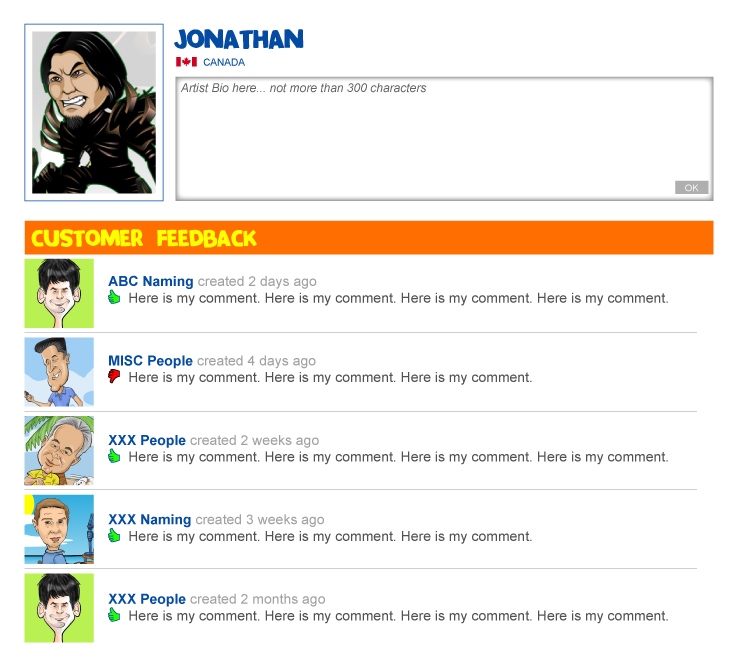 JONATHAN
CANADA
Artist Bio here... not more than 300 characters
OK
CUSTOMER FEEDBACK
ABC Naming created 2 days ago
Here is my comment. Here is my comment. Here is my comment. Here is my comment.
MISC People created 4 days ago
Here is my comment. Here is my comment. Here is my comment.
XXX People created 2 weeks ago
Here is my comment. Here is my comment. Here is my comment. Here is my comment.
XXX Naming created 3 weeks ago
Here is my comment. Here is my comment. Here is my comment.
XXX People created 2 months ago
Here is my comment. Here is my comment. Here is my comment. Here is my comment.